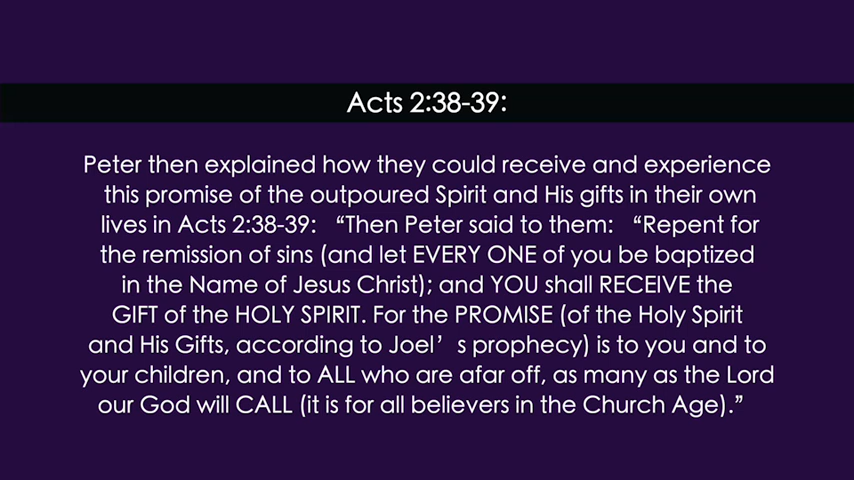 Acts 2:38-39:
Peter then explained how they could receive and experience
this promise of the outpoured Spirit and His gifts in their own
lives in Acts 2:38-39: “Then Peter said to them: “Repent for
the remission of sins (and let EVERY ONE of you be baptized
in the Name of Jesus Christ); and YOU shall RECEIVE the
GIFT of the HOLY SPIRIT. For the PROMISE (of the Holy Spirit
and His Gifts, according to Joel’s prophecy) is to you and to
your children, and to ALL who are afar off, as many as the Lord
our God will CALL (it is for all believers in the Church Age).”